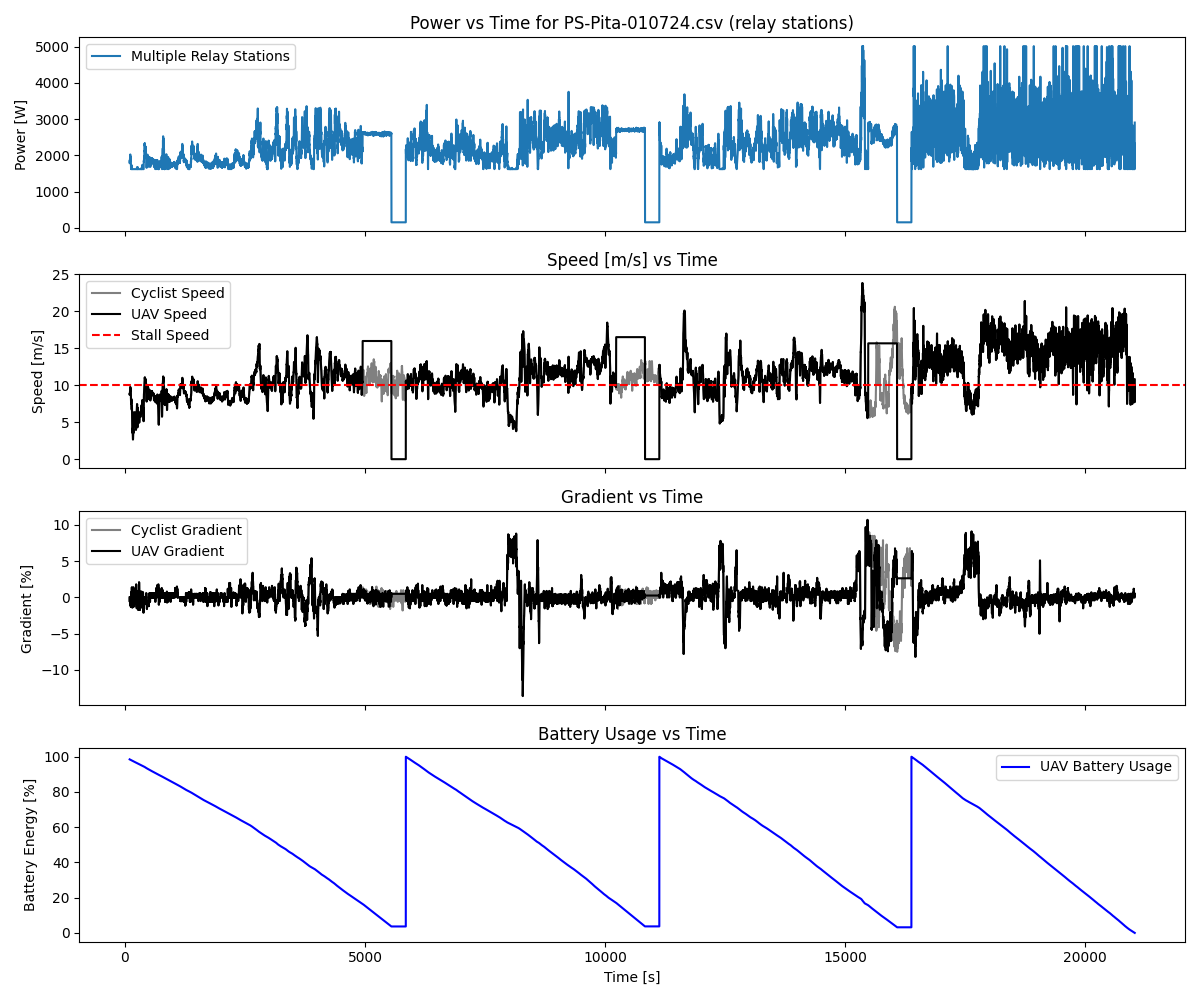 Power vs Time for PS-Pita-010724.csv (relay stations)
Multiple Relay Stations
Power [W]
5000
4000
3000
2000
1000
0
Speed [m/s] vs Time
Cyclist Speed
UAV Speed
Stall Speed
Speed [m/s]
25
20
15
10
5
0
Gradient vs Time
Cyclist Gradient
UAV Gradient
Gradient [%]
10
5
0
−5
−10
Battery Usage vs Time
UAV Battery Usage
Battery Energy [%]
100
80
60
40
20
0
0 5000 10000 15000 20000
Time [s]